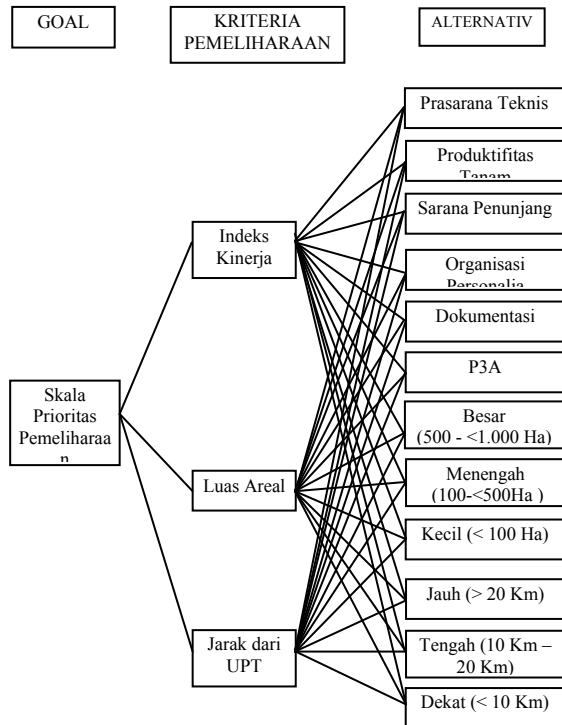 GOAL
KRITERIA
PEMELIHARAAN
ALTERNATIV
Prasarana Teknis
Produktifitas
Tanam
Sarana Penunjang
Organisasi
Personalia
Dokumentasi
P3A
Besar
(500 - <1.000 Ha)
Menengah
(100-<500Ha )
Kecil (< 100 Ha)
Jauh (> 20 Km)
Tengah (10 Km –
20 Km)
Dekat (< 10 Km)
Indeks
Kinerja
Luas Areal
Jarak dari
UPT
Skala
Prioritas
Pemeliharaa
n